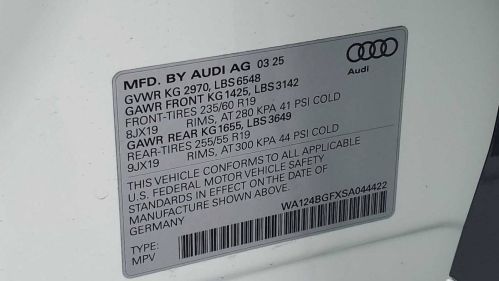 MFD. BY AUDI AG 03 25
GVWR KG 2970, LBS 6548
GAWR FRONT KG 1425, LBS 3142
FRONT-TIRES 235/60 R19
8JX19 RIMS, AT 280 KPA 41 PSI COLD
GAWR REAR KG 1655, LBS 3649
REAR-TIRES 255/55 R19
9JX19 RIMS, AT 300 KPA 44 PSI COLD
THIS VEHICLE CONFORMS TO ALL APPLICABLE
U.S. FEDERAL MOTOR VEHICLE SAFETY
STANDARDS IN EFFECT ON THE DATE
OF MANUFACTURE SHOWN ABOVE
GERMANY
WA124BGFXSA044422
TYPE:
MPV
Audi